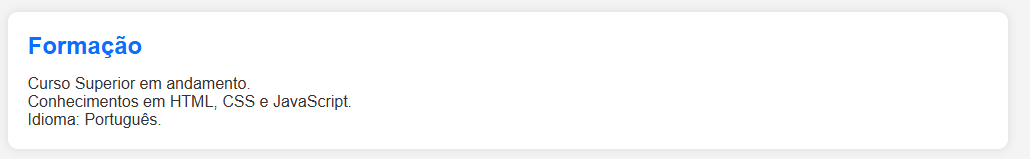 Formação
Curso Superior em andamento.
Conhecimentos em HTML, CSS e JavaScript.
Idioma: Português.